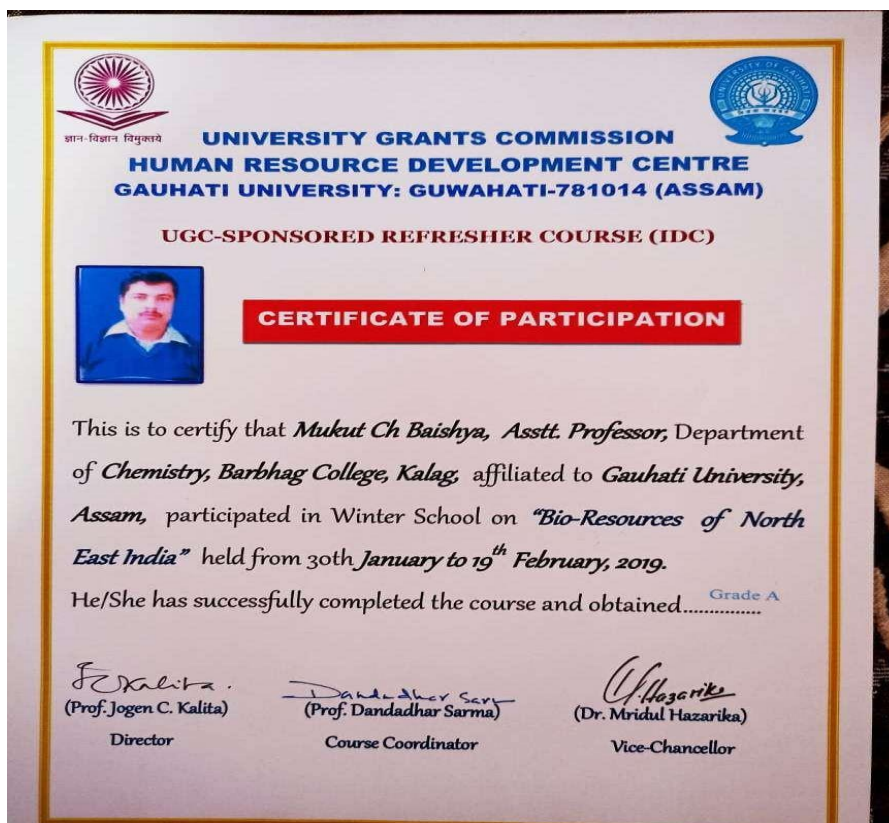 ज्ञान-विज्ञान विमुक्तये
UNIVERSITY OF GAUHATI
UNIVERSITY GRANTS COMMISSION
HUMAN RESOURCE DEVELOPMENT CENTRE
GAUHATI UNIVERSITY: GUWAHATI-781014 (ASSAM)
UGC-SPONSORED REFRESHER COURSE (IDC)
CERTIFICATE OF PARTICIPATION
This is to certify that Mukut Ch Baishya, Asstt. Professor, Department
of Chemistry, Barbhag College, Kalag, affiliated to Gauhati University,
Assam, participated in Winter School on “Bio-Resources of North
East India” held from 30th January to 19th February, 2019.
He/She has successfully completed the course and obtained.............. Grade A
(Prof. Jogen C. Kalita)
(Prof. Dandadhar Sarma)
(Dr. Mridul Hazarika)
Director
Course Coordinator
Vice-Chancellor